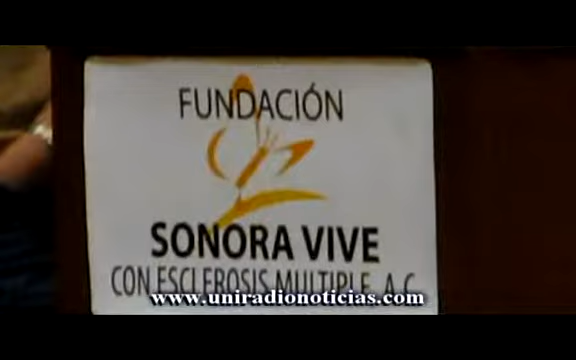 FUNDACIÓN
SONORA VIVE
CON ESCLEROSIS MULTIPLE, A.C.
www.uniradionoticias.com